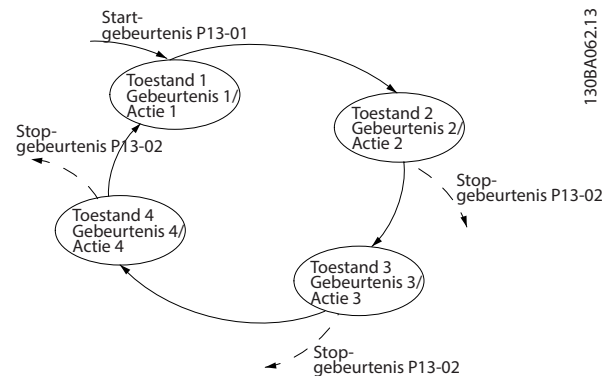 Start-
gebeurtenis P13-01
130BA062.13
Toestand 1
Gebeurtenis 1/
Actie 1
Toestand 2
Gebeurtenis 2/
Actie 2
Stop-
gebeurtenis P13-02
Stop-
gebeurtenis P13-02
Toestand 4
Gebeurtenis 4/
Actie 4
Toestand 3
Gebeurtenis 3/
Actie 3
Stop-
gebeurtenis P13-02